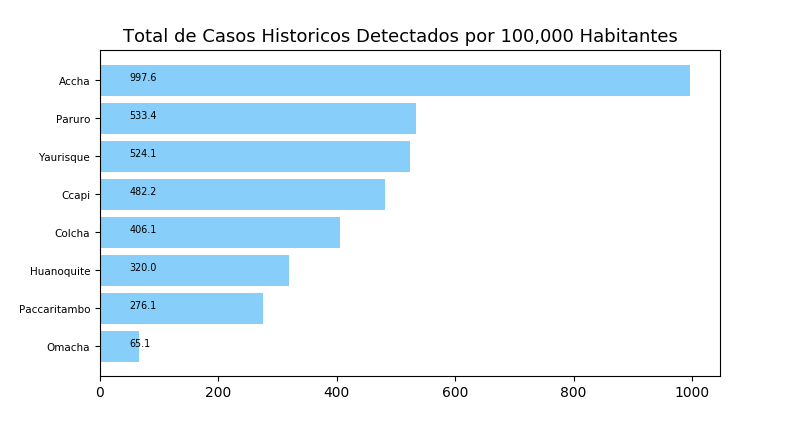 Total de Casos Historicos Detectados por 100,000 Habitantes
Accha 997.6
Paruro 533.4
Yaurisque 524.1
Ccapi 482.2
Colcha 406.1
Huanoquite 320.0
Paccaritambo 276.1
Omacha 65.1
0 200 400 600 800 1000